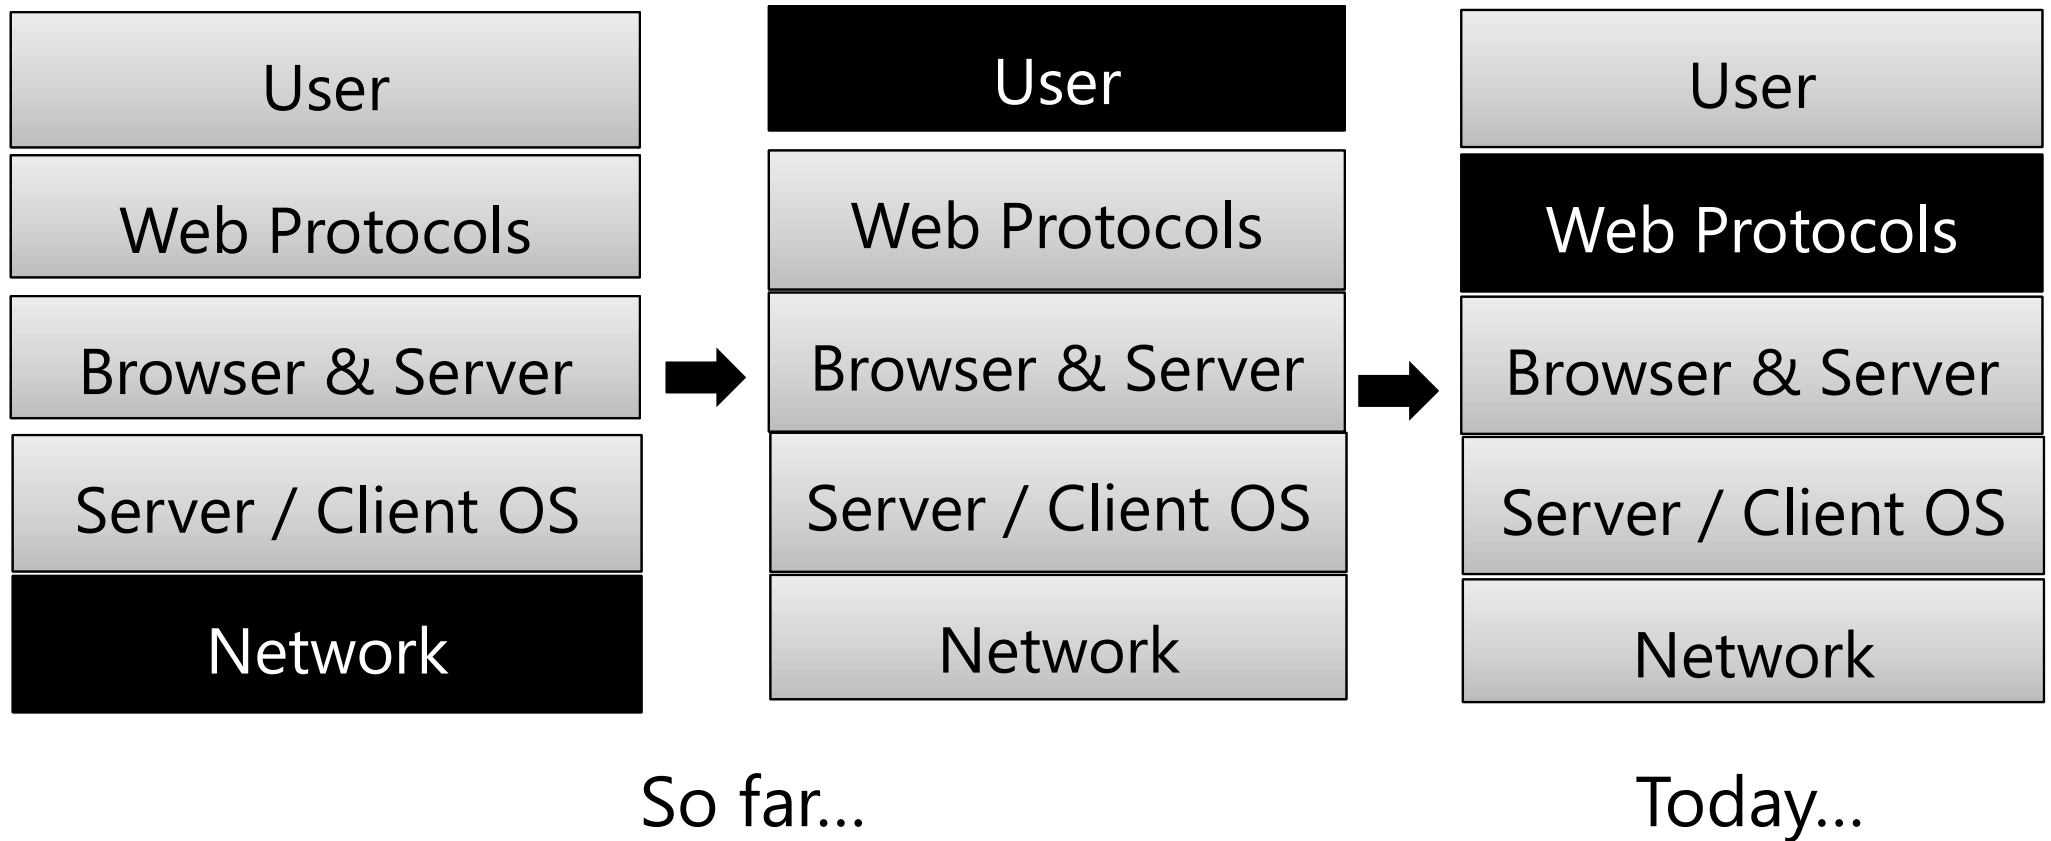 User
Web Protocols
Browser & Server
Server / Client OS
Network
User
Web Protocols
Browser & Server
Server / Client OS
Network
User
Web Protocols
Browser & Server
Server / Client OS
Network
So far...
Today...